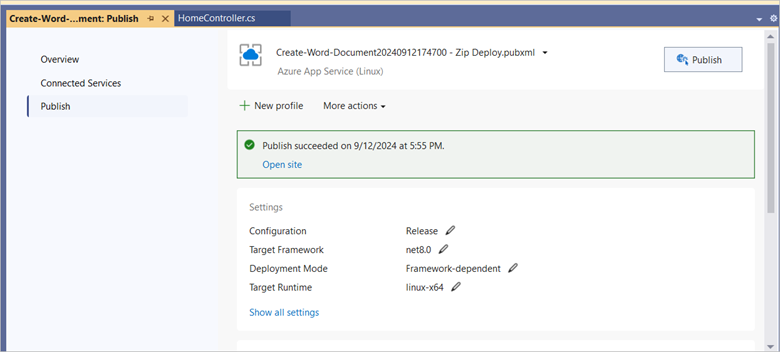 Create-Word-...ment: Publish HomeController.cs
Overview
Connected Services
Publish
Create-Word-Document20240912174700 - Zip Deploy.pubxml
Azure App Service (Linux)
Publish
New profile More actions
Publish succeeded on 9/12/2024 at 5:55 PM.
Open site
Settings
Configuration Release
Target Framework net8.0
Deployment Mode Framework-dependent
Target Runtime linux-x64
Show all settings